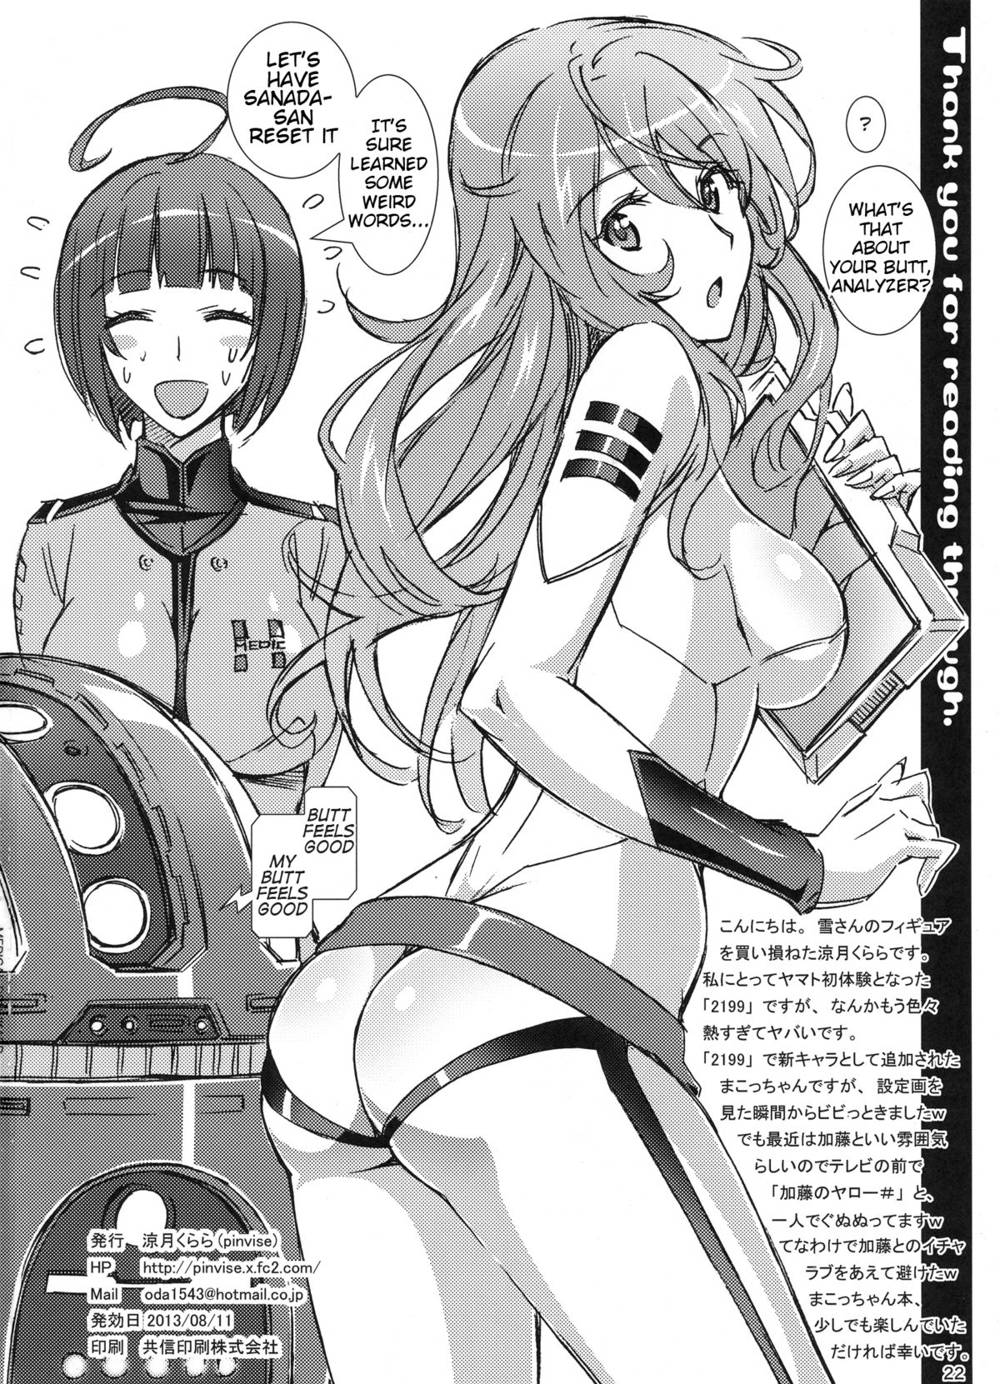 Thank you for reading through.
LET'S
HAVE
SANADA-
SAN
RESET IT
IT'S
SURE
LEARNED
SOME
WEIRD
WORDS...
?
WHAT'S
THAT
ABOUT
YOUR BUTT,
ANALYZER?
MEDIC
BUTT
FEELS
GOOD
MY
BUTT
FEELS
GOOD
こんにちは。雪さんのフィギュア
を買い損ねた涼月くららです。
私にとってヤマト初体験となった
「2199」ですが、なんかもう色々
熱すぎてヤバいです。
「2199」で新キャラとして追加された
まこっちゃんですが、設定画を
見た瞬間からビビっときましたw
でも最近は加藤といい雰囲気
らしいのでテレビの前で
「加藤のヤロー#」と、
一人でぐぬぬってますw
てなわけで加藤とのイチャ
ラブをあえて避けたw
まこっちゃん本、
少しでも楽しんでいた
だければ幸いです。
発行 涼月くらら(pinvise)
HP http://pinvise.x.fc2.com/
Mail oda1543@hotmail.co.jp
発効日 2013/08/11
印刷 共信印刷株式会社
22